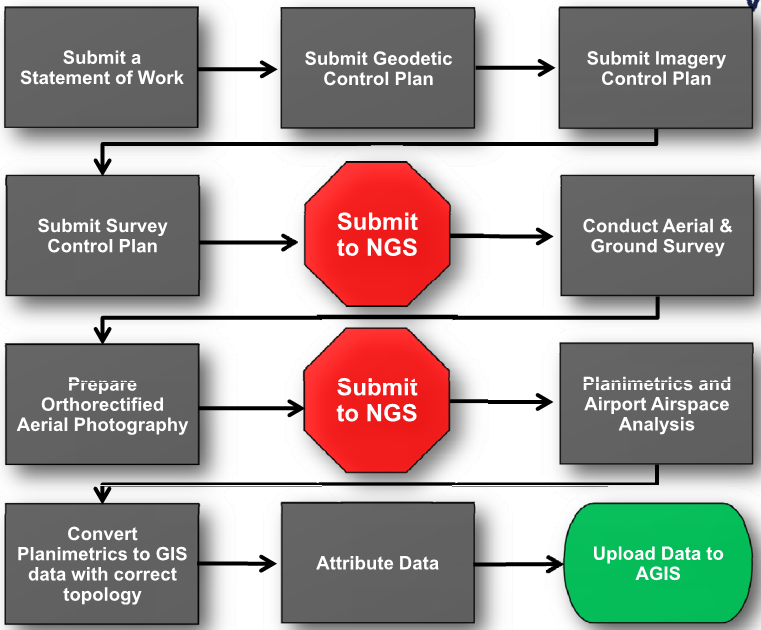 Submit a
Statement of Work
Submit Geodetic
Control Plan
Submit Imagery
Control Plan
Submit Survey
Control Plan
Submit
to NGS
Conduct Aerial &
Ground Survey
Prepare
Orthorectified
Aerial Photography
Submit
to NGS
Planimetrics and
Airport Airspace
Analysis
Convert
Planimetrics to GIS
data with correct
topology
Attribute Data
Upload Data to
AGIS